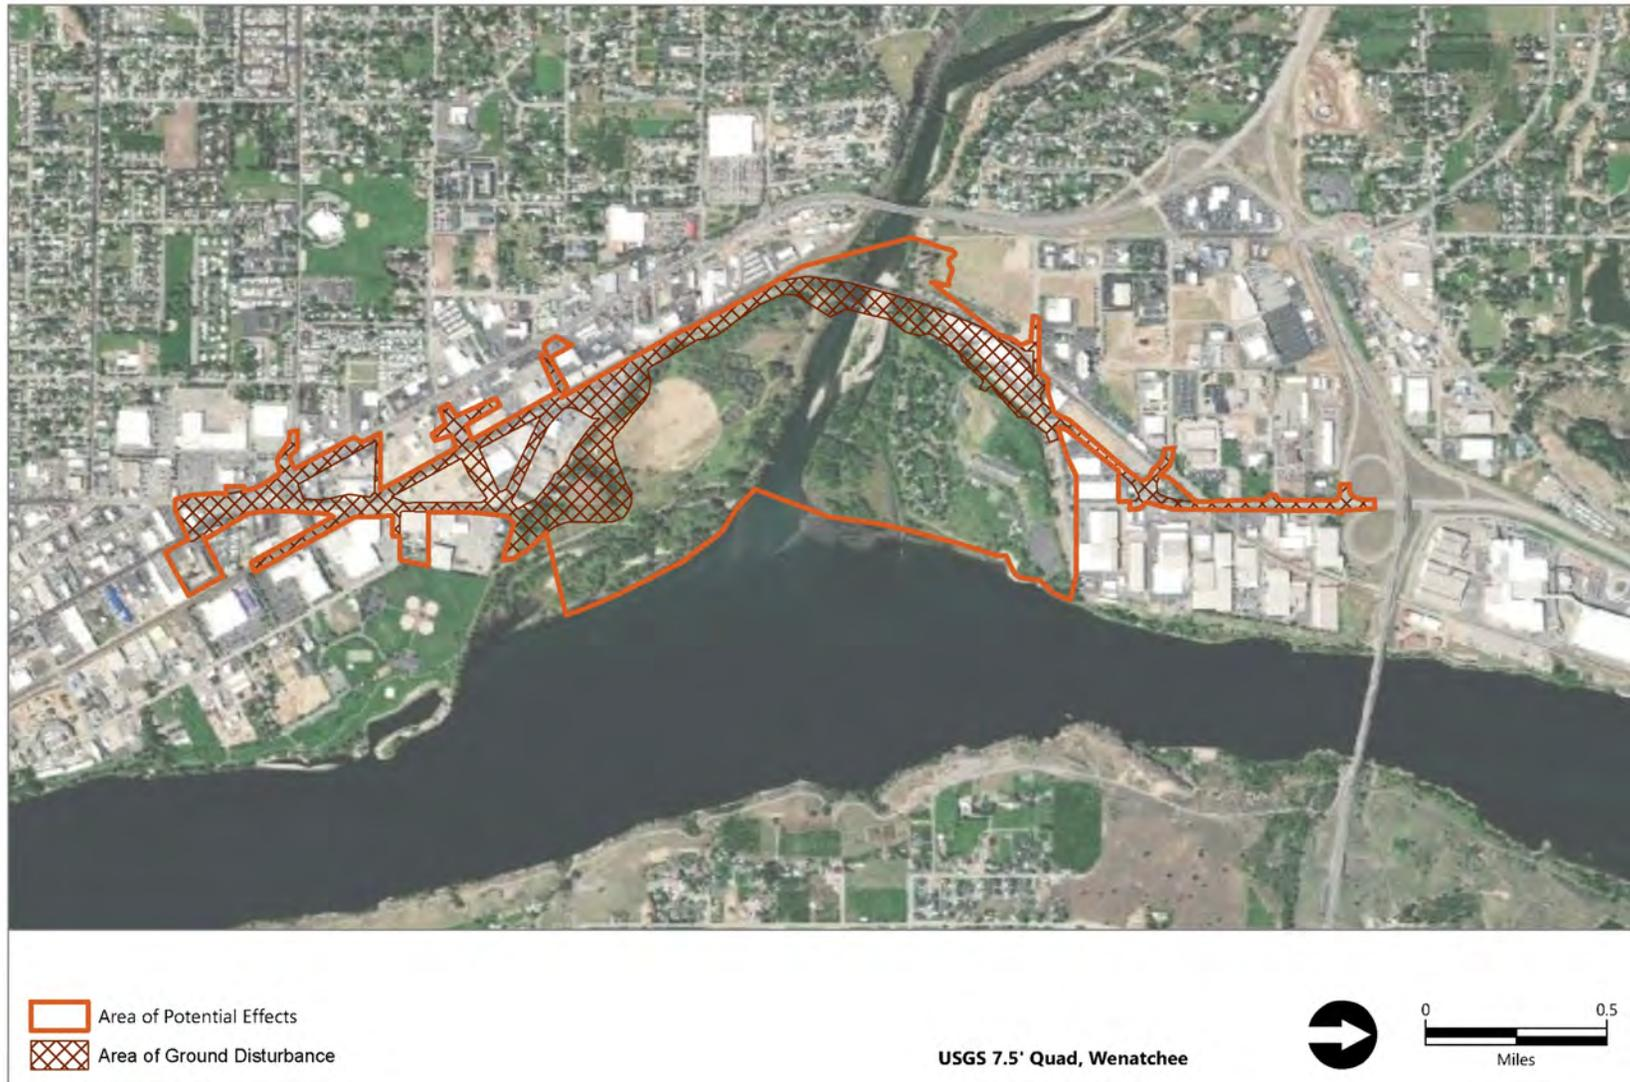 Area of Potential Effects
Area of Ground Disturbance
USGS 7.5' Quad, Wenatchee
0 0.5
Miles